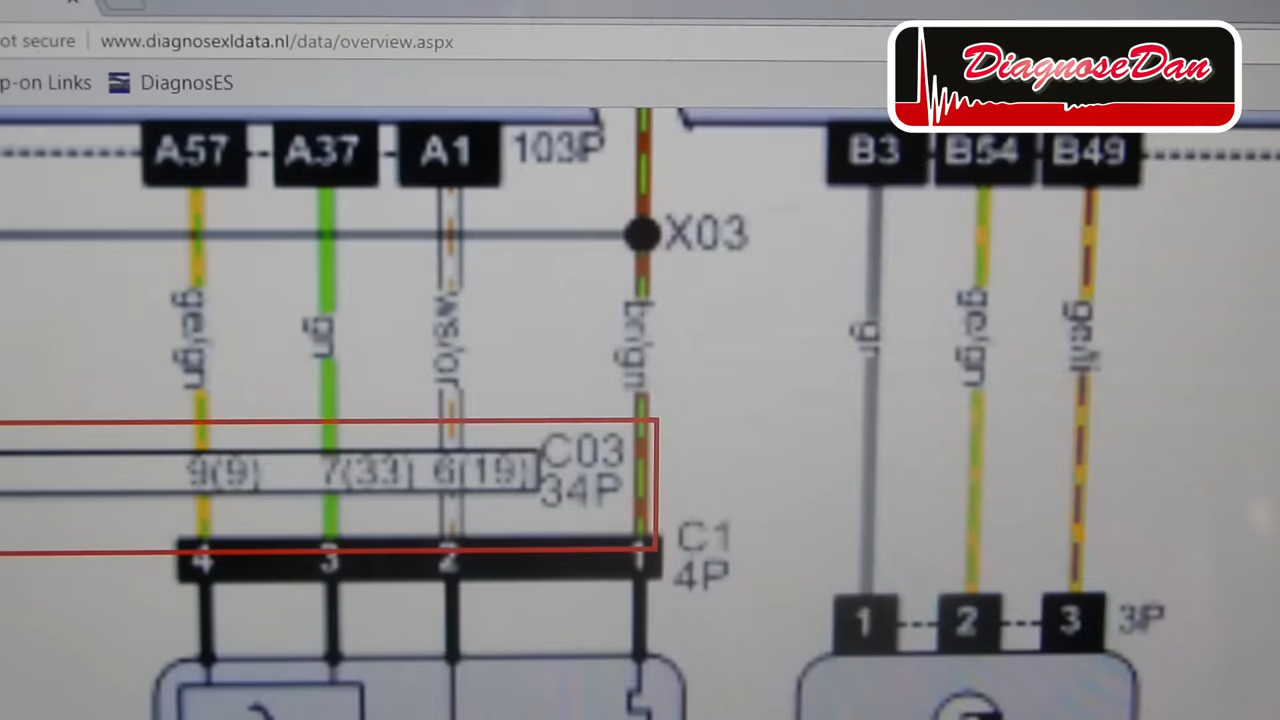 ot secure www.diagnosexldata.nl/data/overview.aspx
p-on Links DiagnosES
DiagnoseDan
A57 A37 A1 103P B3 B54 B49
X03
ge/gn gn ws/or br/gn gr ge/gn ge/li
9(9) 7(33) 6(19) C03
34P
4 3 2 1 C1
4P
1 2 3 3P